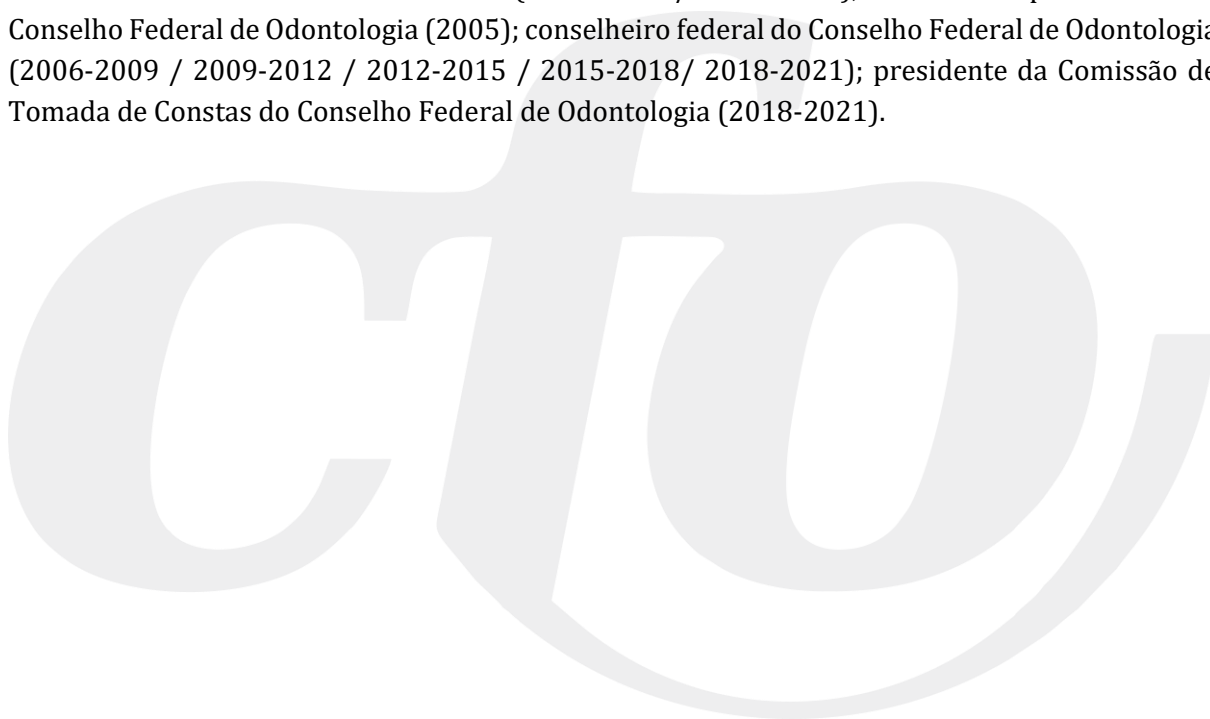 Conselho Federal de Odontologia (2005); conselheiro federal do Conselho Federal de Odontologia
(2006-2009 / 2009-2012 / 2012-2015 / 2015-2018/ 2018-2021); presidente da Comissão de
Tomada de Constas do Conselho Federal de Odontologia (2018-2021).
cfo